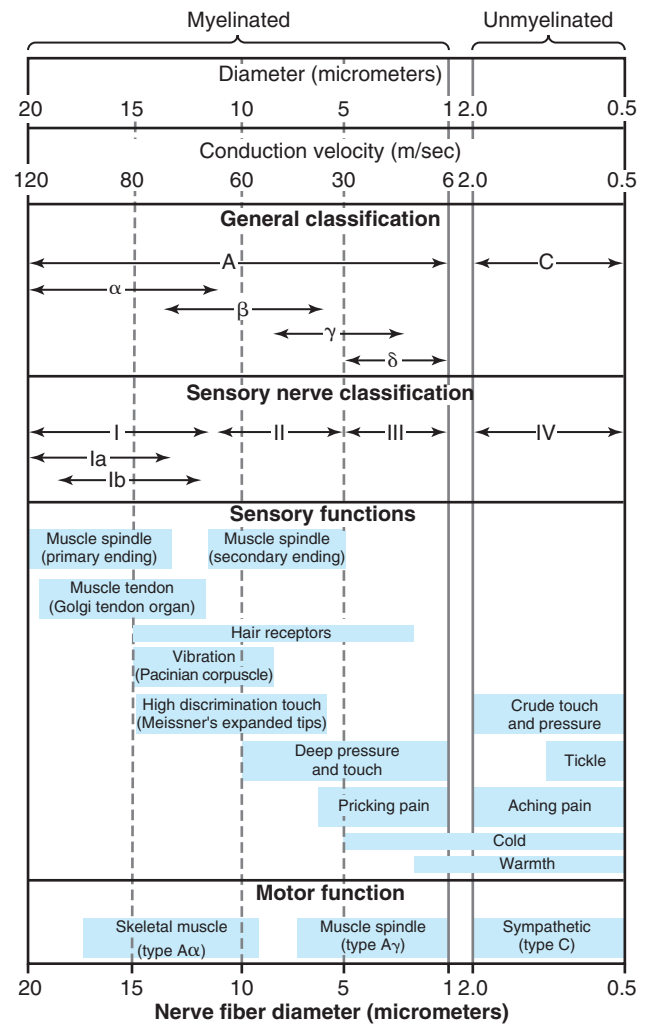 Myelinated Unmyelinated
Diameter (micrometers)
20 15 10 5 1 2.0 0.5
Conduction velocity (m/sec)
120 80 60 30 6 2.0 0.5
General classification
A C
α
β
γ
δ
Sensory nerve classification
I II III IV
Ia
Ib
Sensory functions
Muscle spindle Muscle spindle
(primary ending) (secondary ending)
Muscle tendon
(Golgi tendon organ)
Hair receptors
Vibration
(Pacinian corpuscle)
High discrimination touch Crude touch
(Meissner's expanded tips) and pressure
Deep pressure
and touch
Tickle
Pricking pain Aching pain
Cold
Warmth
Motor function
Skeletal muscle Muscle spindle Sympathetic
(type Aα) (type Aγ) (type C)
20 15 10 5 1 2.0 0.5
Nerve fiber diameter (micrometers)